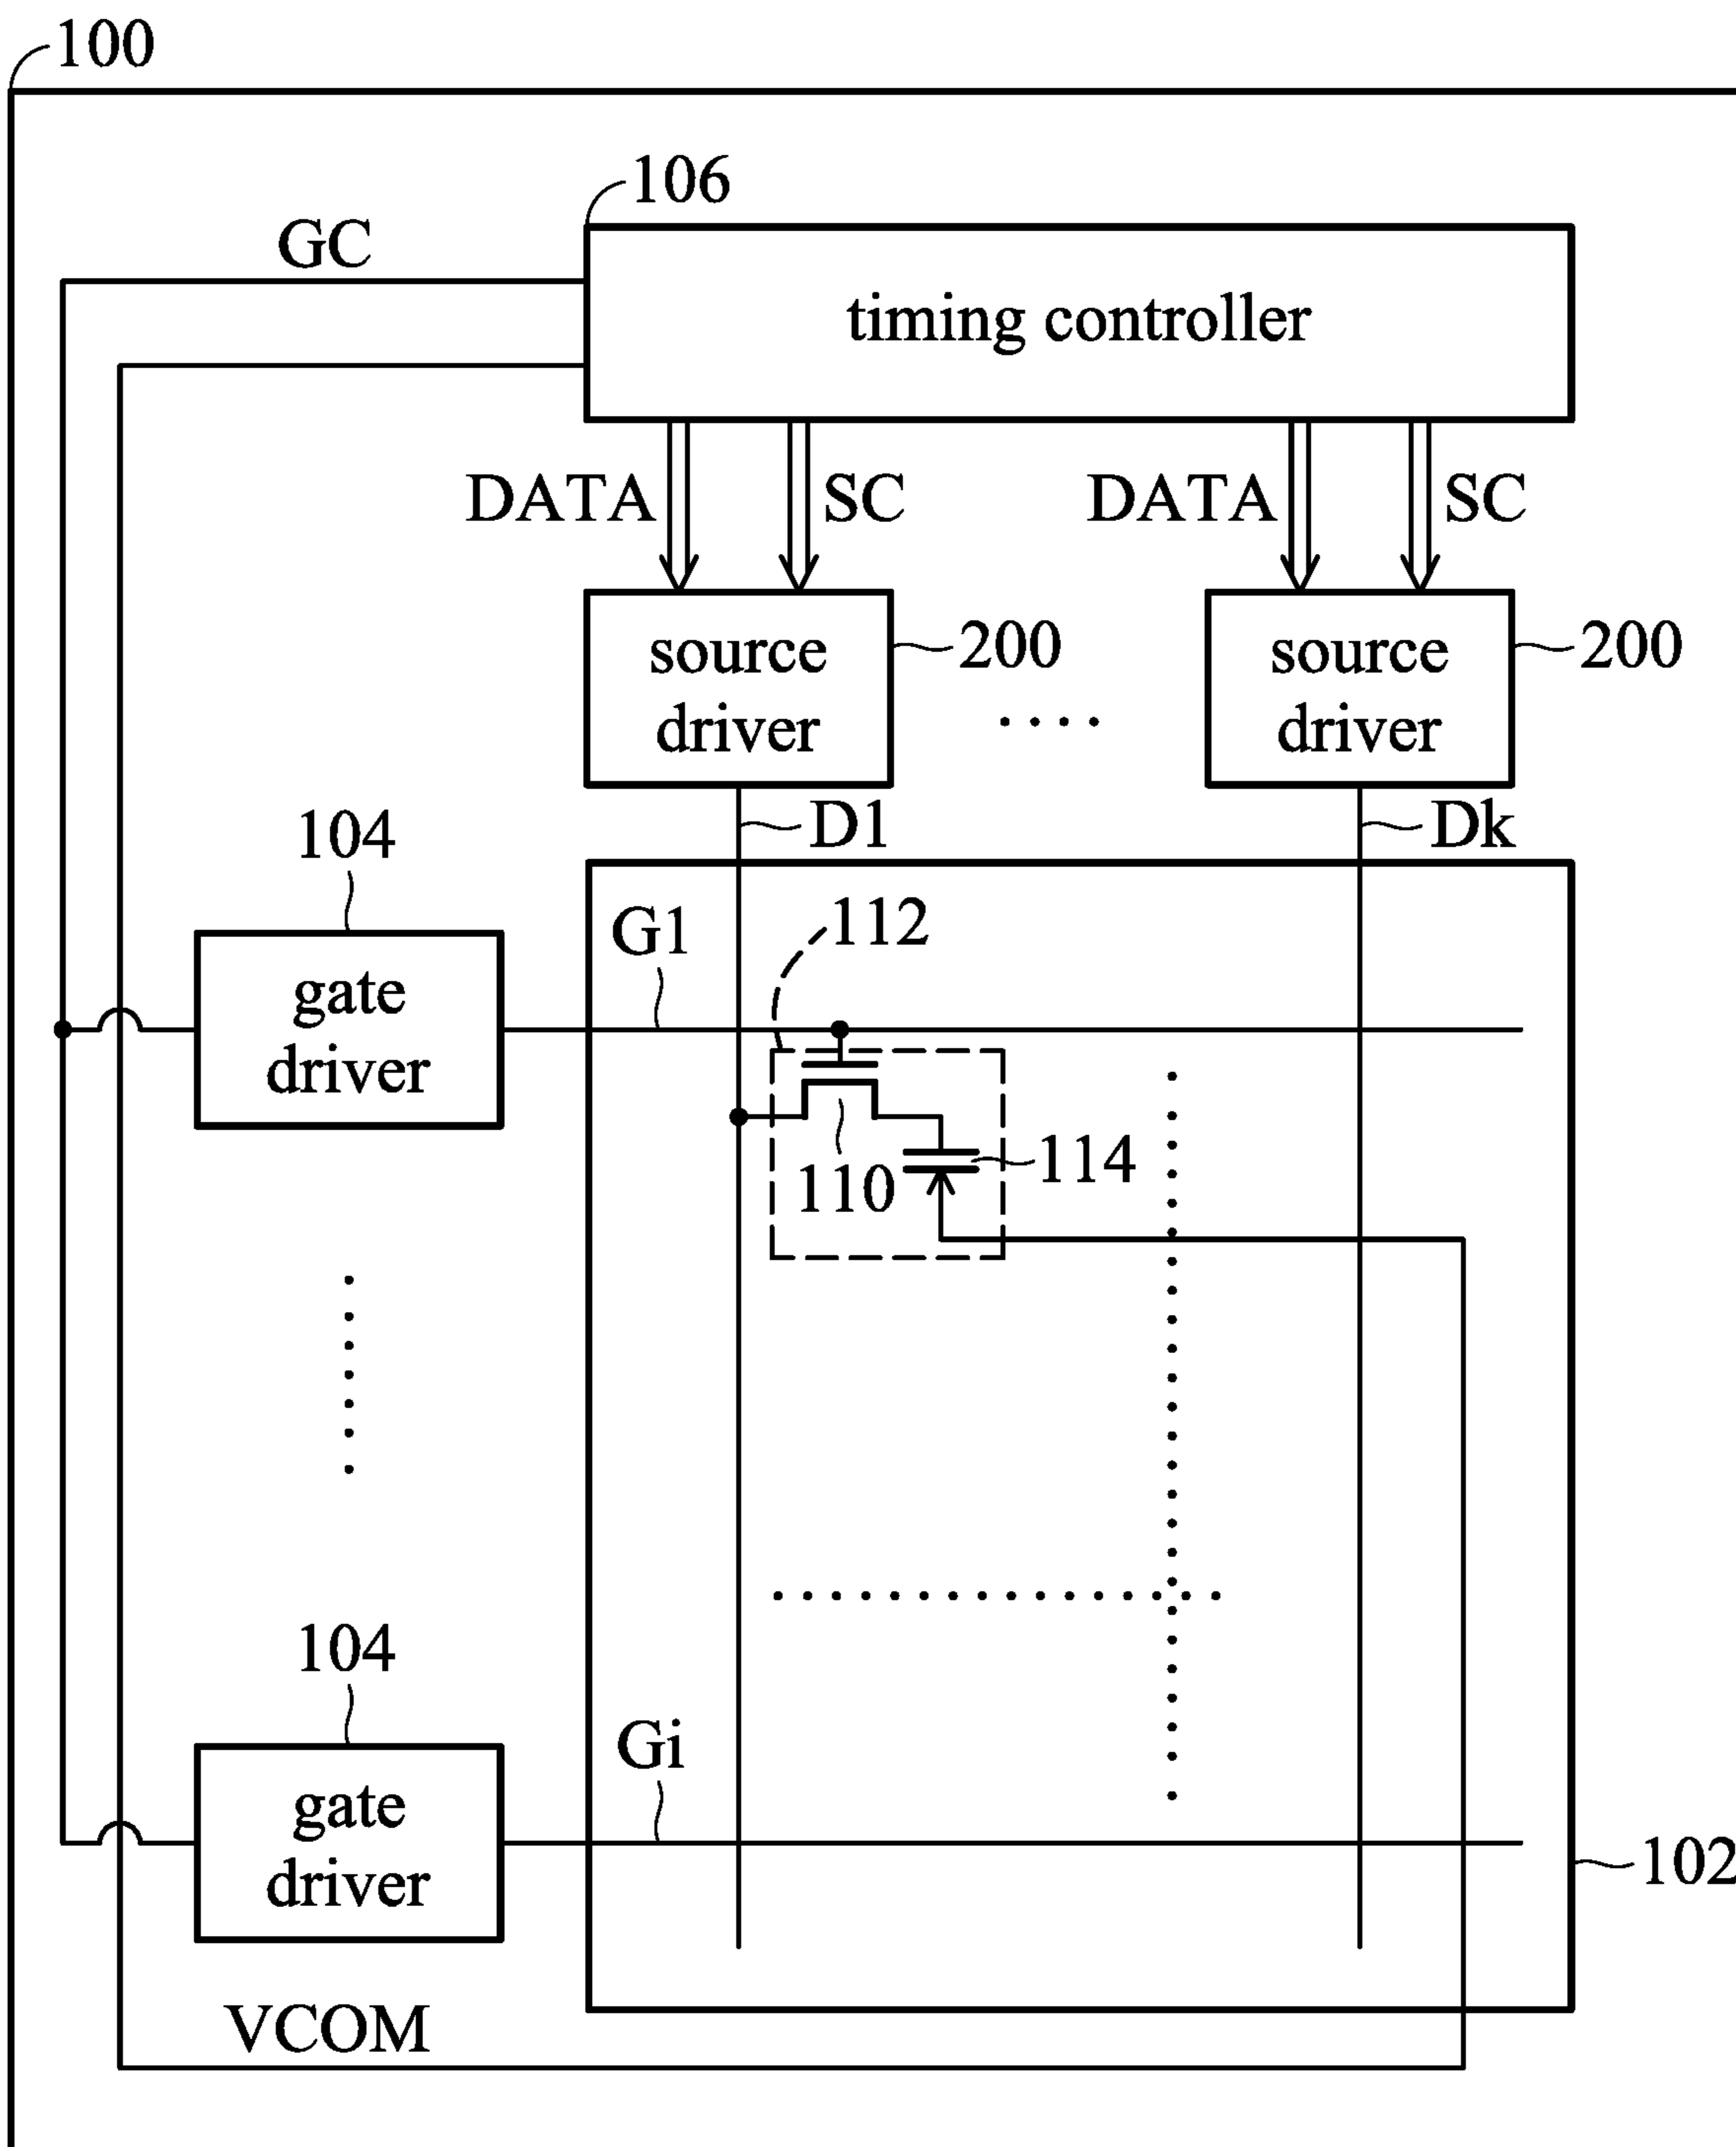 100
106
GC
timing controller
DATA
SC
DATA
SC
source
driver
200
source
driver
200
D1
Dk
104
gate
driver
G1
112
110
114
104
gate
driver
Gi
102
VCOM